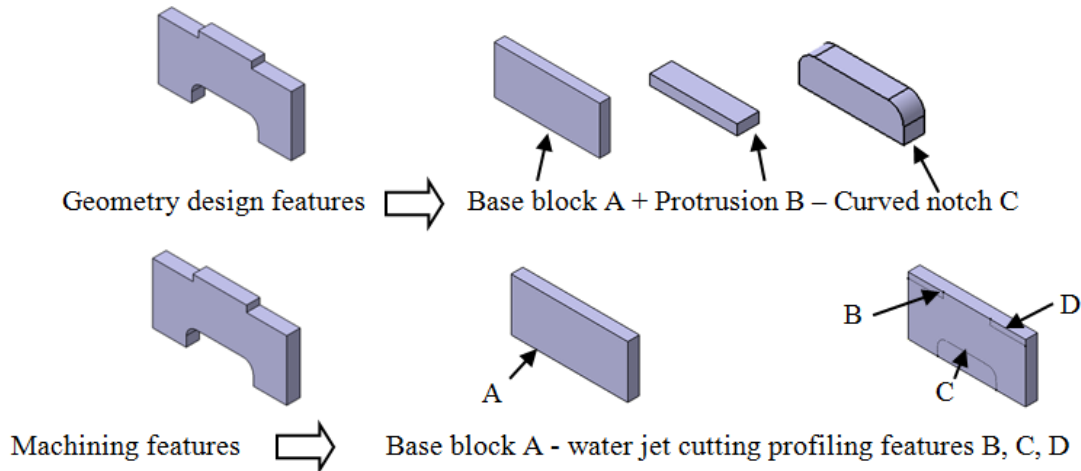 Geometry design features
Base block A + Protrusion B – Curved notch C
B
D
A
C
Machining features
Base block A - water jet cutting profiling features B, C, D